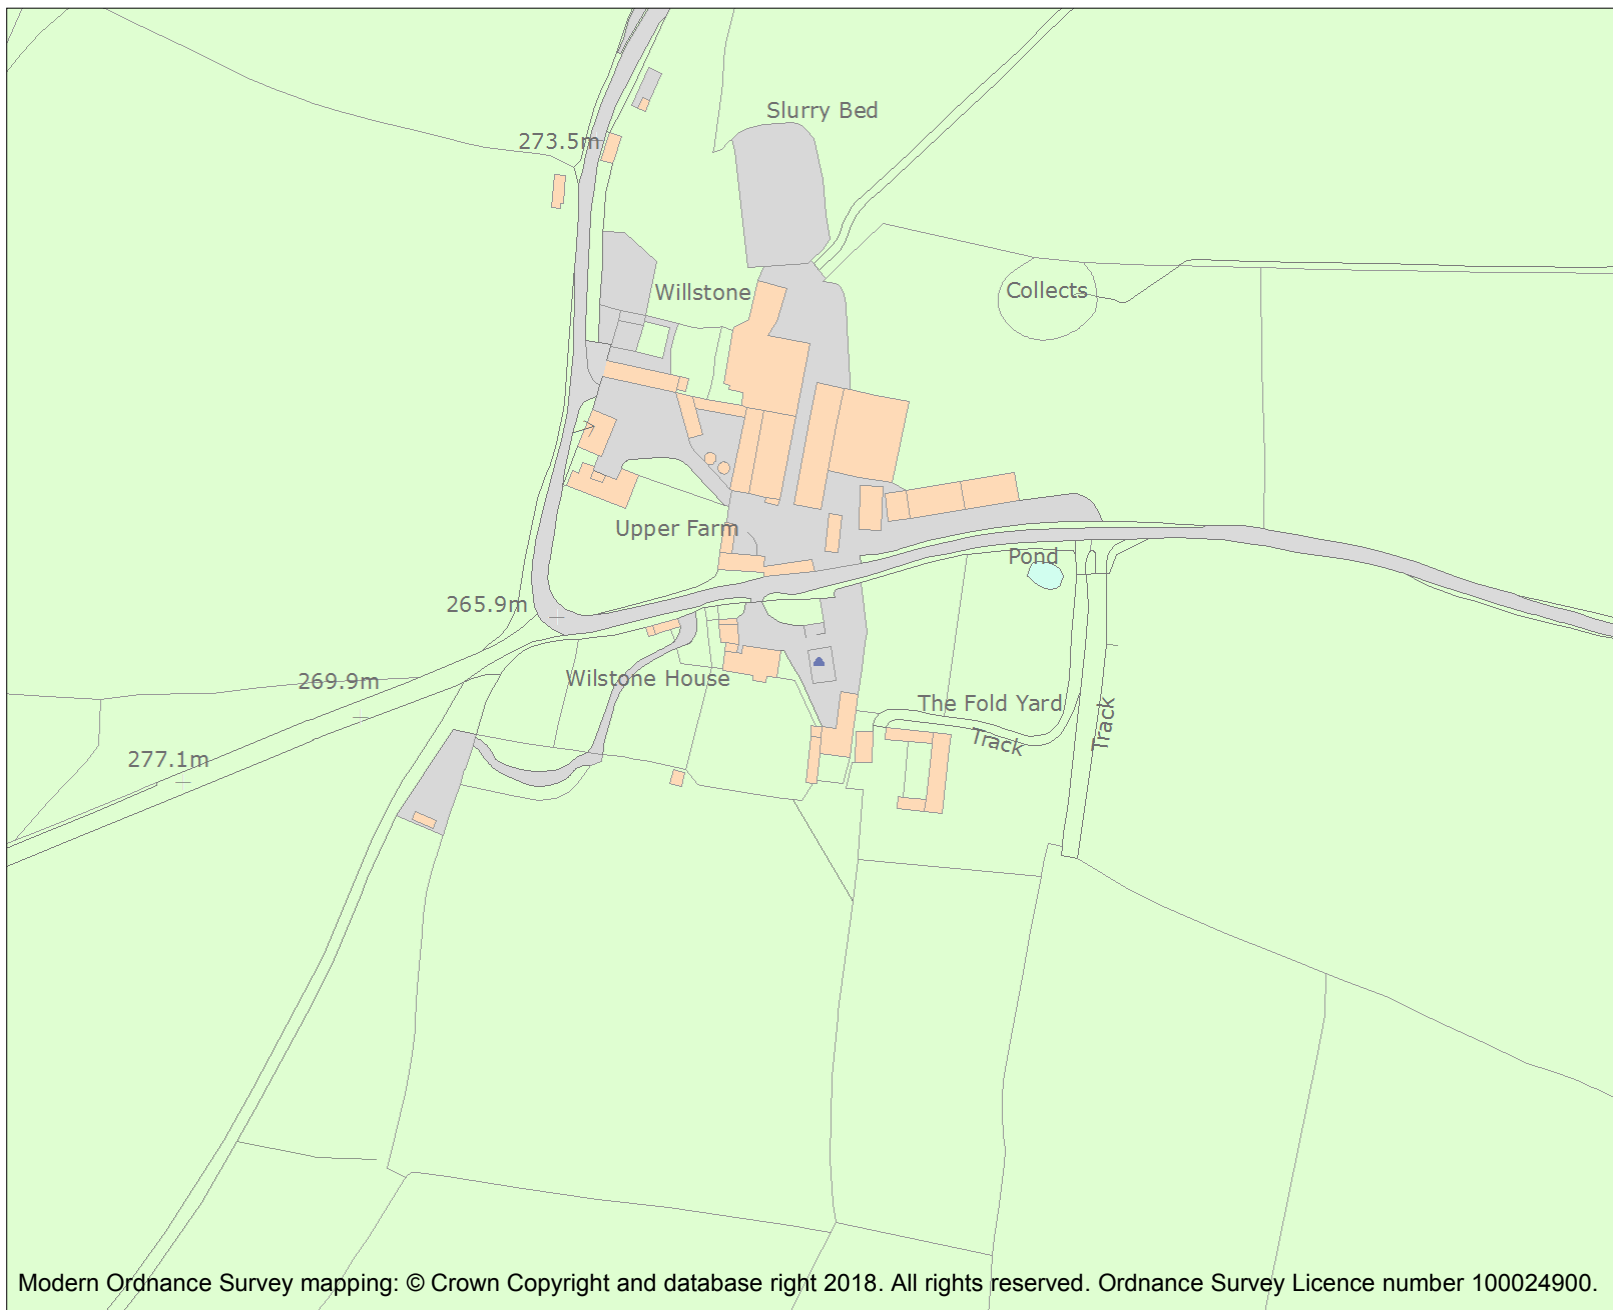 Slurry Bed
273.5m
Collects
Willstone
Upper Farm
Pond
265.9m
Wilstone House
269.9m
The Fold Yard
Track
Track
277.1m
Modern Ordnance Survey mapping: © Crown Copyright and database right 2018. All rights reserved. Ordnance Survey Licence number 100024900.